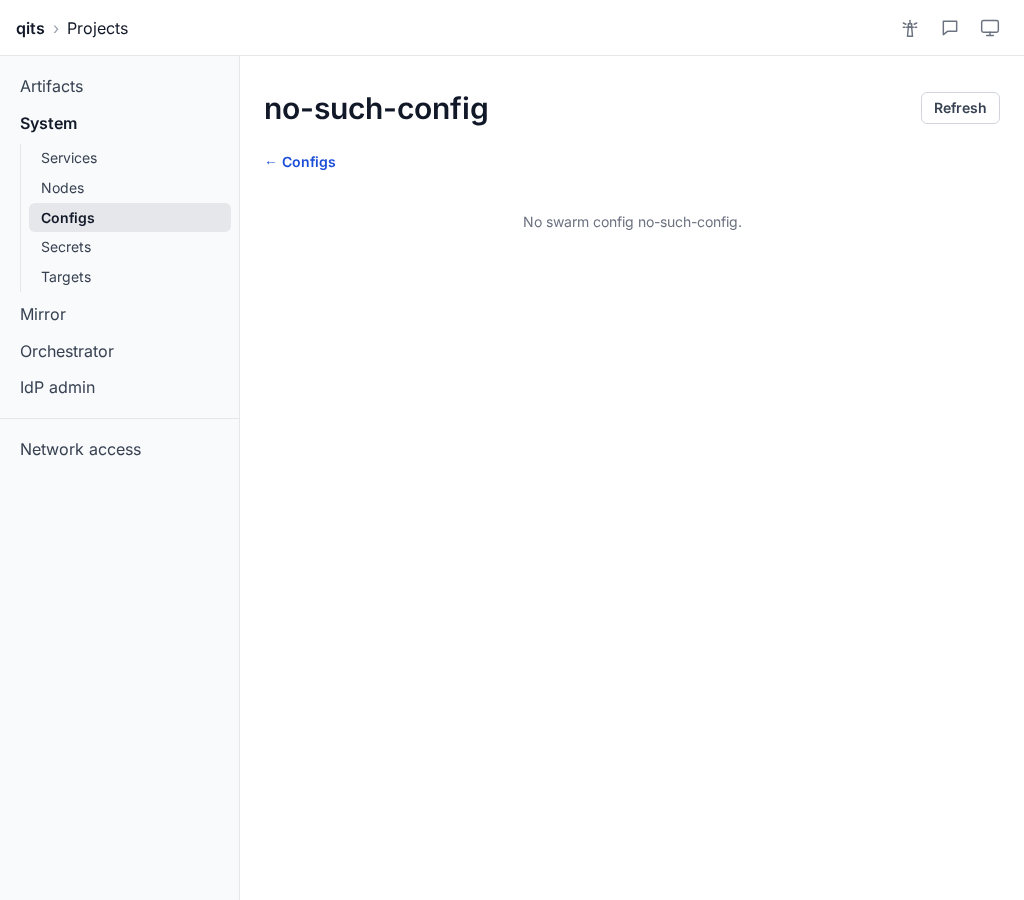 qits › Projects
Artifacts
System
Services
Nodes
Configs
Secrets
Targets
Mirror
Orchestrator
IdP admin
Network access
no-such-config
Refresh
← Configs
No swarm config no-such-config.